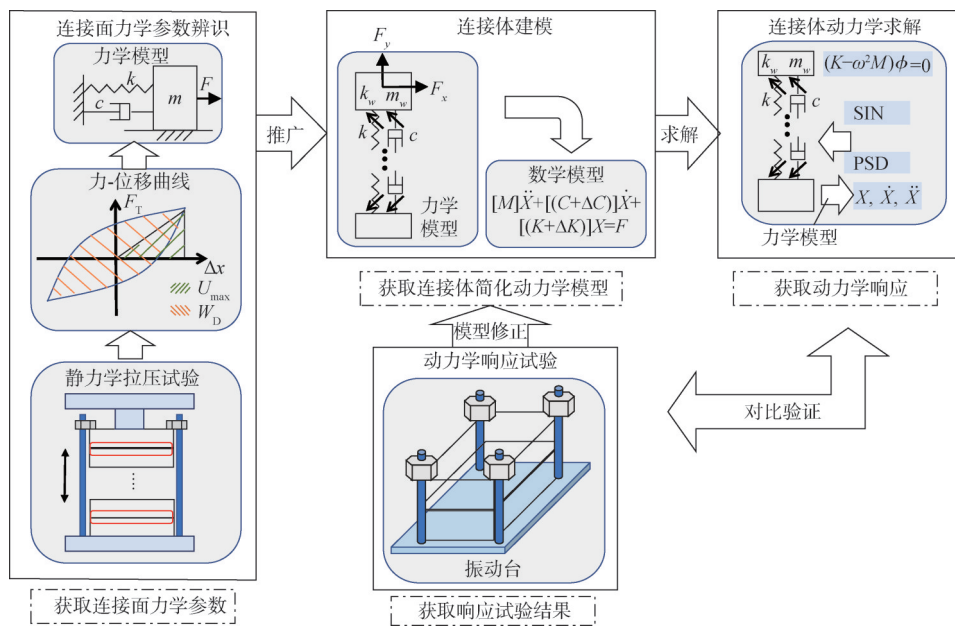 连接面力学参数辨识
力学模型
k
c
m
F
力-位移曲线
F_T
Δx
U_max
W_D
静力学拉压试验
获取连接面力学参数
推广
连接体建模
F_y
F_x
k_w m_w
k
c
力学
模型
数学模型
[M]Ẍ+[(C+ΔC)]Ẋ+
[(K+ΔK)]X=F
获取连接体简化动力学模型
模型修正
动力学响应试验
振动台
获取响应试验结果
求解
连接体动力学求解
k_w m_w
(K−ω²M)ϕ=0
k
c
SIN
PSD
X, Ẋ, Ẍ
力学模型
获取动力学响应
对比验证